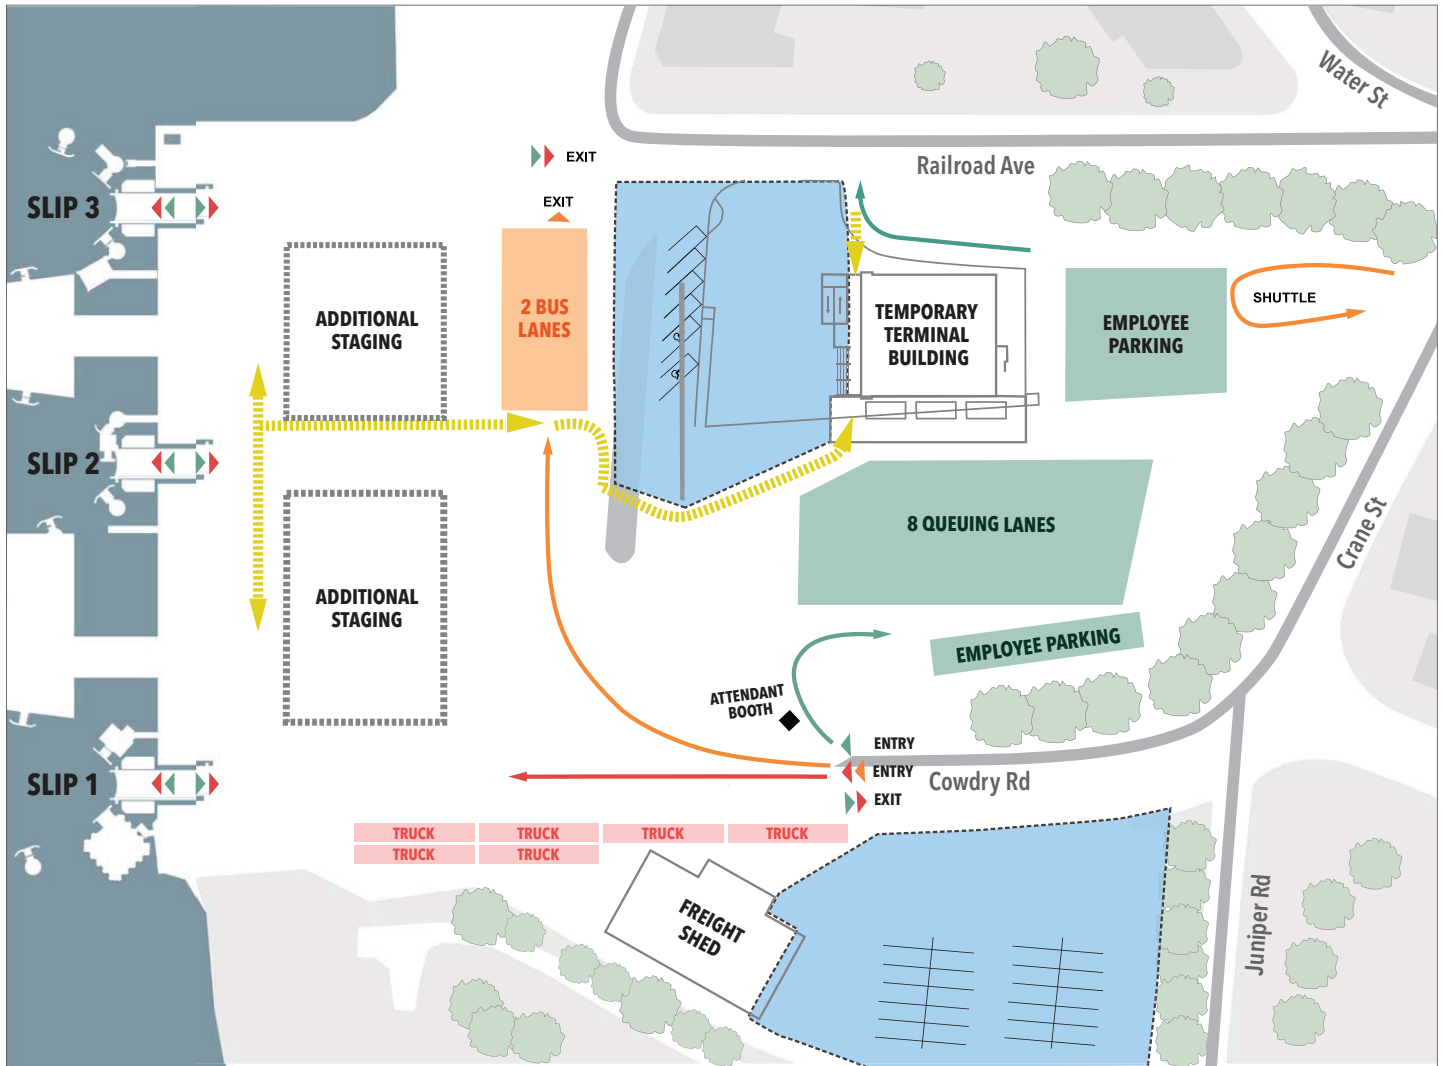 Water St
EXIT
Railroad Ave
SLIP 3
EXIT
ADDITIONAL
STAGING
2 BUS
LANES
TEMPORARY
TERMINAL
BUILDING
EMPLOYEE
PARKING
SHUTTLE
SLIP 2
8 QUEUING LANES
Crane St
ADDITIONAL
STAGING
EMPLOYEE PARKING
ATTENDANT
BOOTH
ENTRY
SLIP 1
ENTRY
Cowdry Rd
EXIT
TRUCK
TRUCK
TRUCK
TRUCK
TRUCK
TRUCK
FREIGHT
SHED
Juniper Rd